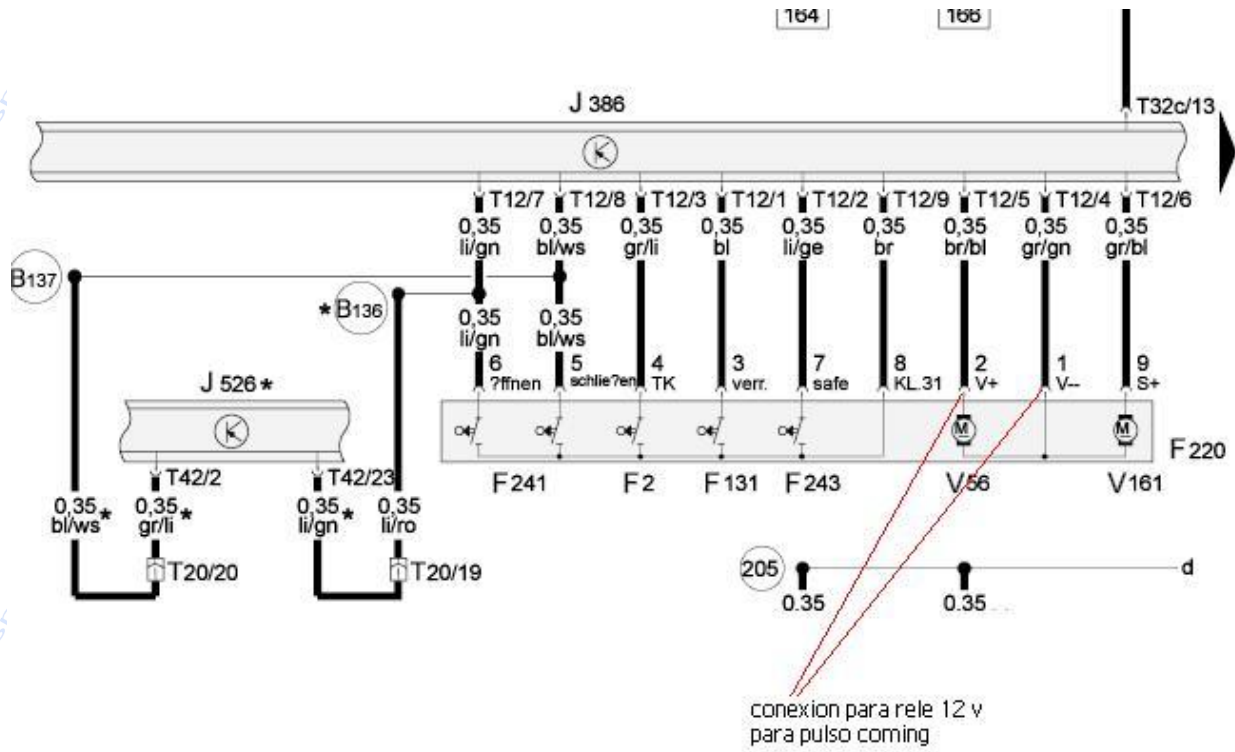 164 166
J 386 T32c/13
T12/7 T12/8 T12/3 T12/1 T12/2 T12/9 T12/5 T12/4 T12/6
0,35 0,35 0,35 0,35 0,35 0,35 0,35 0,35 0,35
li/gn bl/ws gr/li bl li/ge br br/bl gr/gn gr/bl
B137
* B136
0,35 0,35
li/gn bl/ws
6 5 4 3 7 8 2 1 9
?ffnen schlie?en TK verr. safe KL.31 V+ V-- S+
J 526 *
M M
F 220
F 241 F 2 F 131 F 243 V 56 V 161
T42/2 T42/23
0,35 0,35 0,35 0,35
bl/ws* gr/li * li/gn* li/ro
T20/20 T20/19
205 d
0.35 0.35
conexion para rele 12 v
para pulso coming